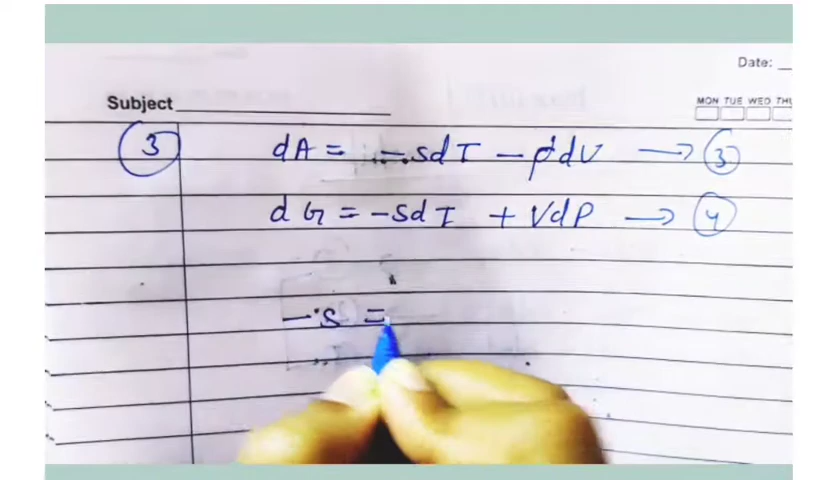 Date:
Subject
MON TUE WED THU
③ dA = - SdT - pdV → ③
dG = -SdT + VdP → ④
- S =